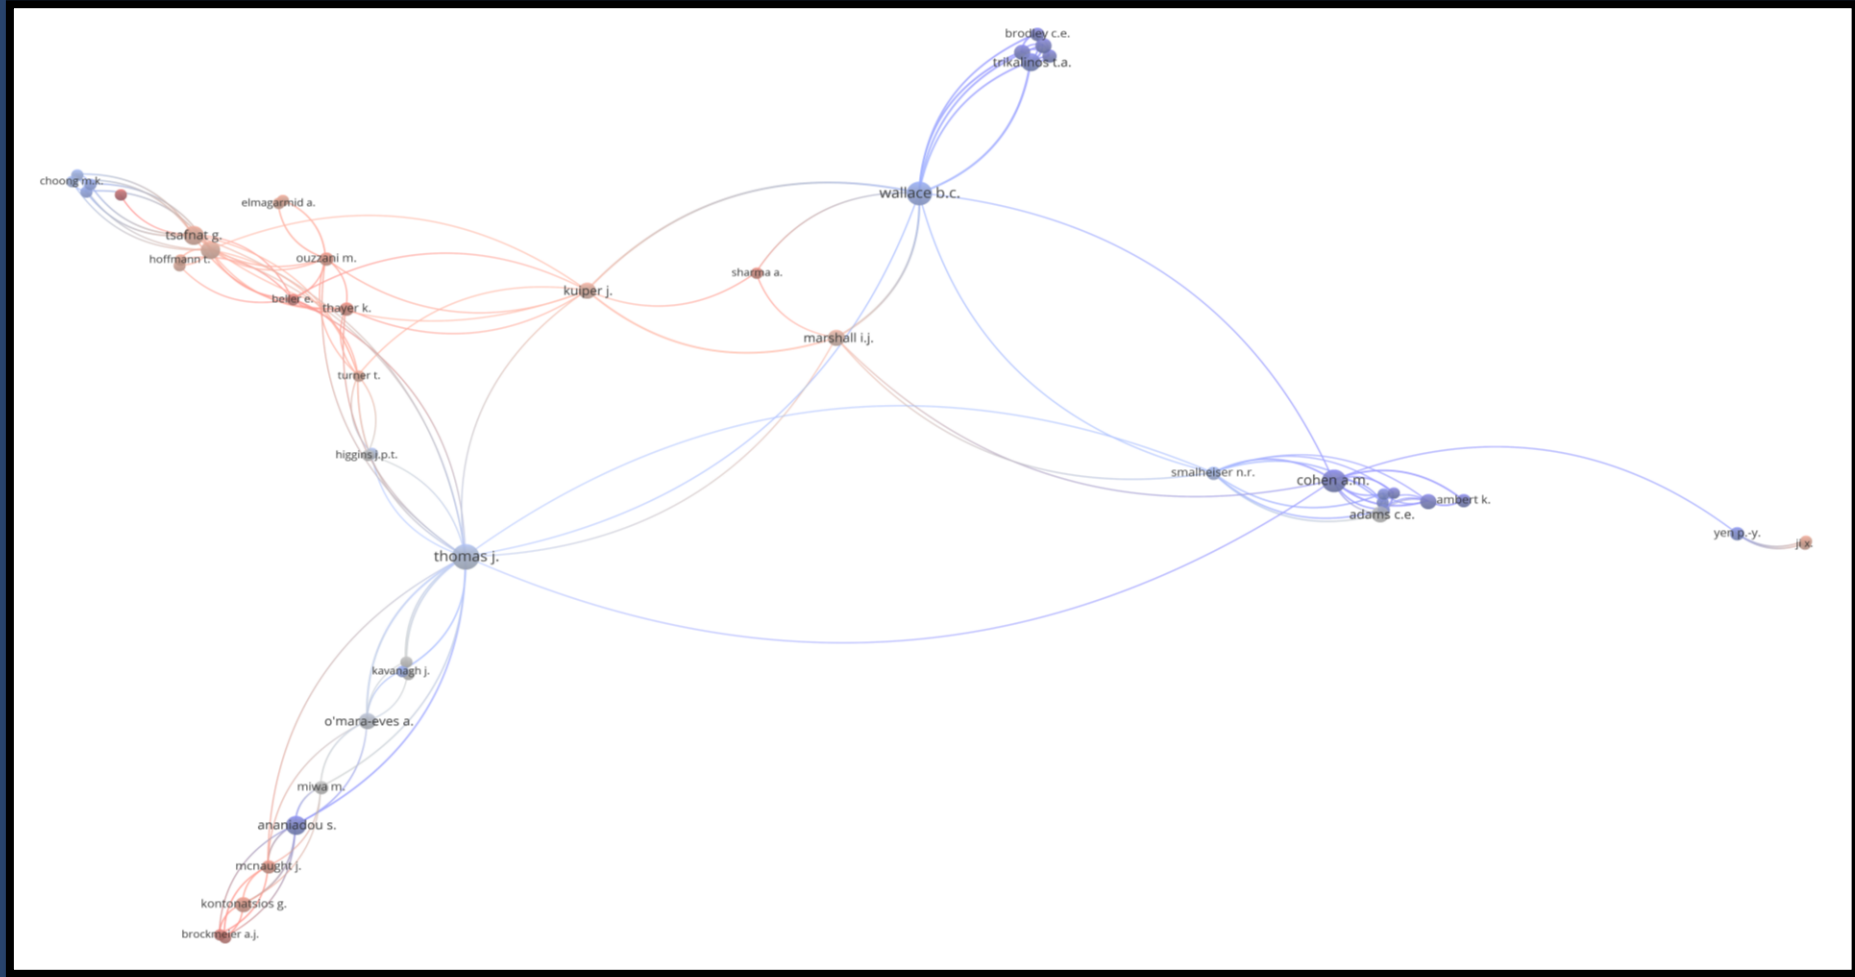 brodley c.e.
trikalinos t.a.
choong m.k.
wallace b.c.
elmagarmid a.
tsafnat g.
hoffmann t.
ouzzani m.
sharma a.
kuiper j.
beller e.
thayer k.
marshall i.j.
turner t.
higgins j.p.t.
smalheiser n.r.
cohen a.m.
ambert k.
adams c.e.
yen p.-y.
ji x.
thomas j.
kavanagh j.
o'mara-eves a.
miwa m.
ananiadou s.
mcnaught j.
kontonatsios g.
brockmeier a.j.